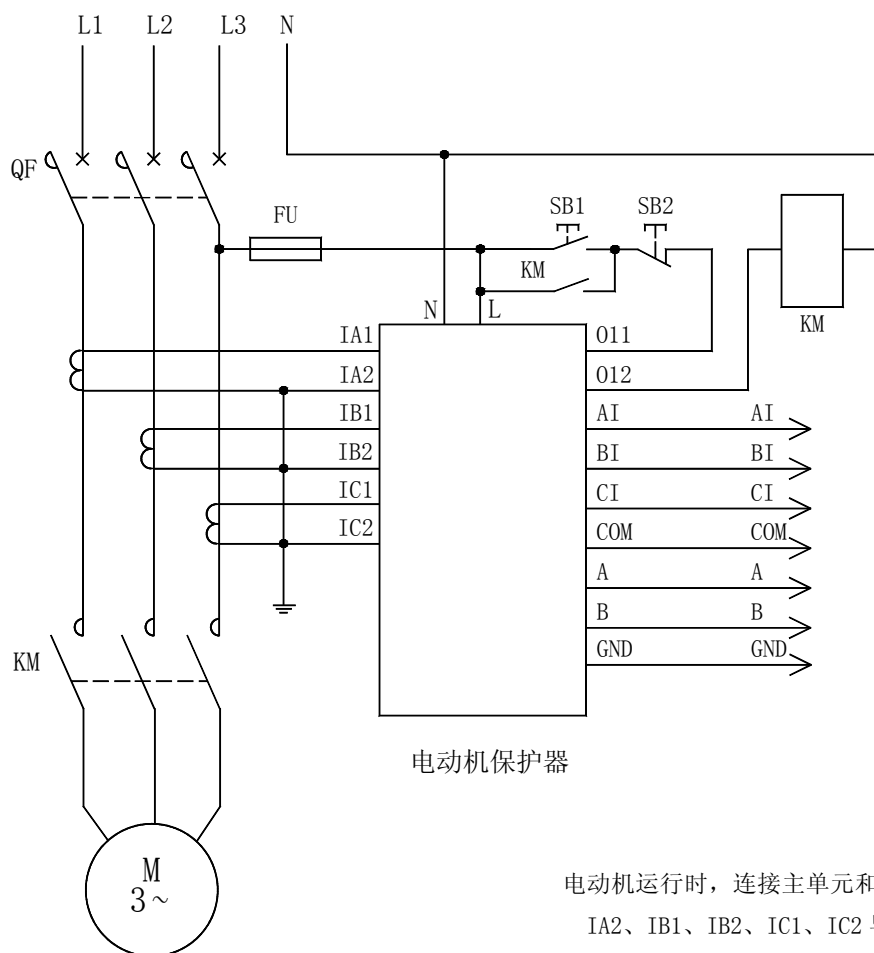 L1 L2 L3 N
QF
FU
SB1 SB2
KM
KM
N L
IA1
IA2
IB1
IB2
IC1
IC2
O11
O12
AI AI
BI BI
CI CI
COM COM
A A
B B
GND GND
KM
电动机保护器
M
3~
电动机运行时，连接主单元和
IA2、IB1、IB2、IC1、IC2